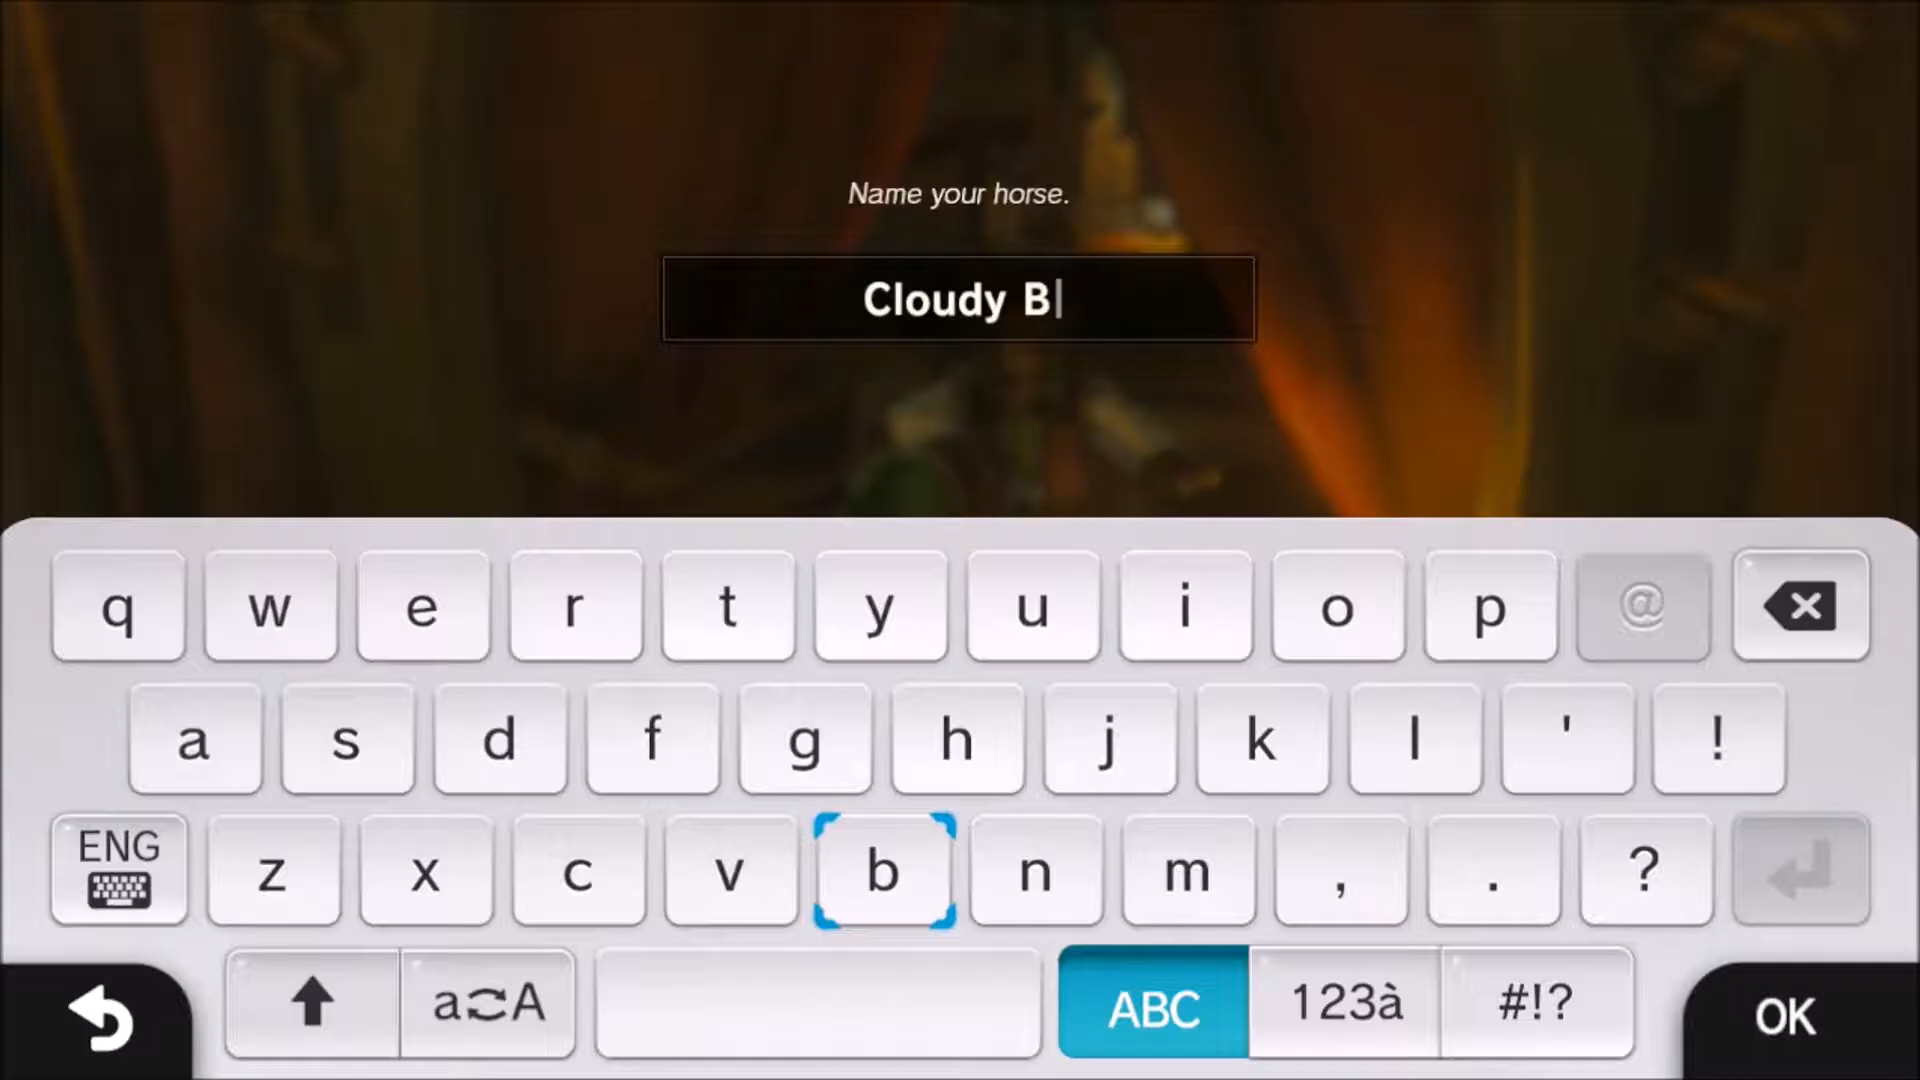 Name your horse.
Cloudy B
q w e r t y u i o p @
a s d f g h j k l ' !
ENG z x c v b n m , . ?
a A ABC 123à #!? OK